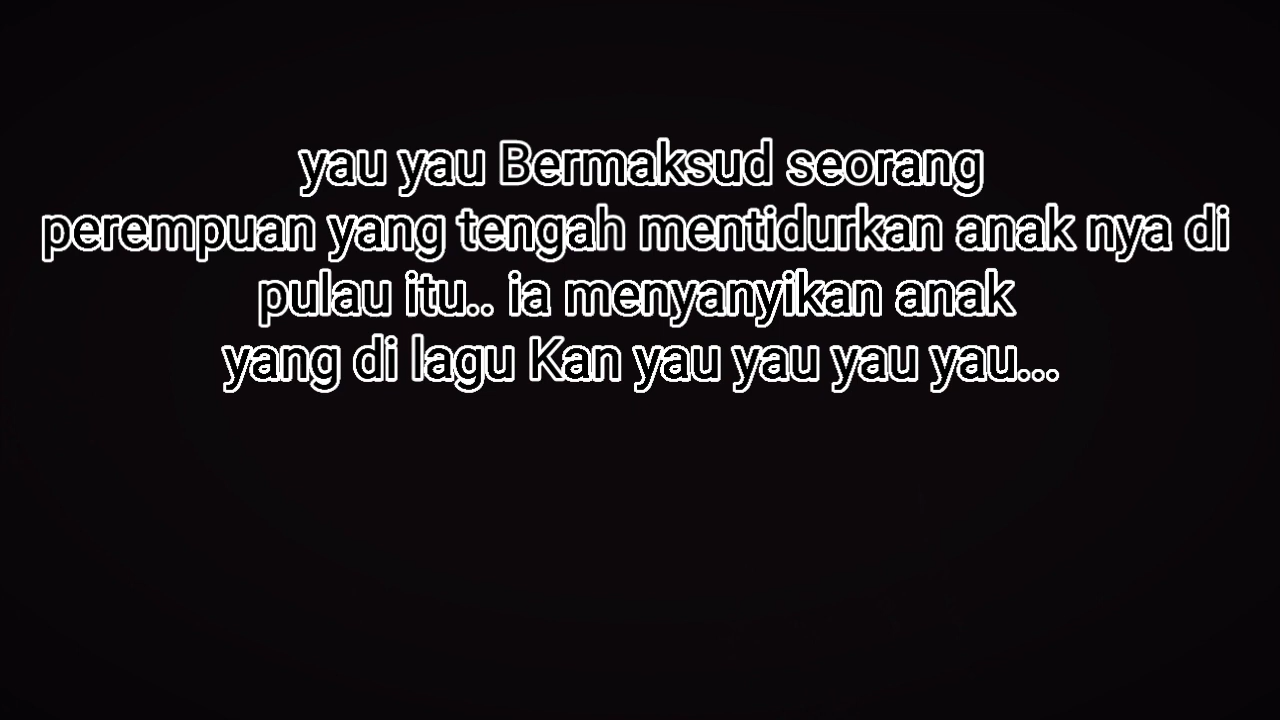 yau yau Bermaksud seorang
perempuan yang tengah mentidurkan anak nya di
pulau itu.. ia menyanyikan anak
yang di lagu Kan yau yau yau yau...